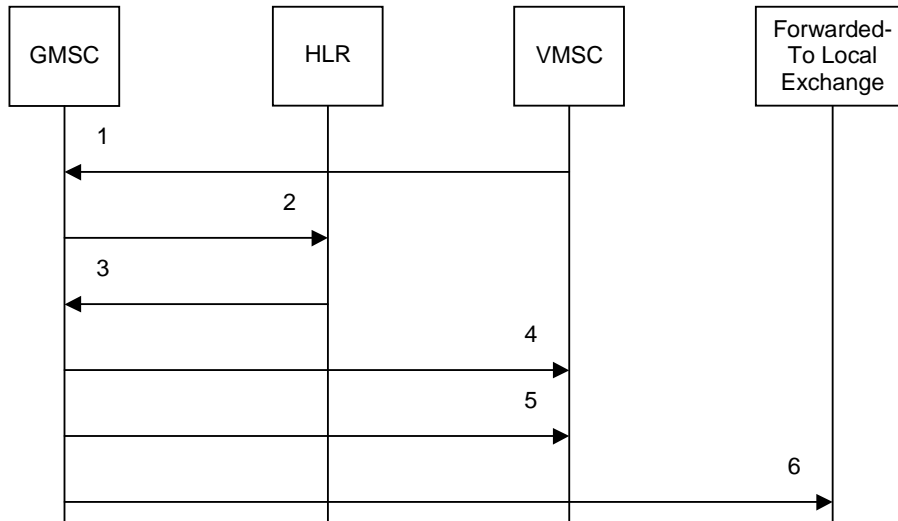 GMSC
HLR
VMSC
Forwarded-
To Local
Exchange
1
2
3
4
5
6